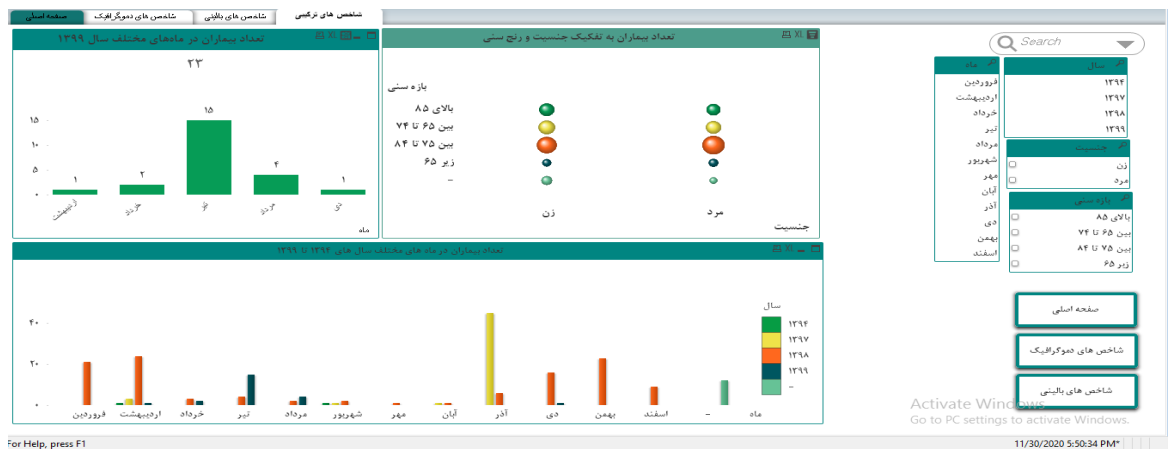 شاخص های ترکیبی
شاخص های بالینی
شاخص های دموگرافیک
صفحه اصلی
تعداد بیماران به تفکیک جنسیت و رنج سنی
بازه سنی
بالای ۸۵
بین ۶۵ تا ۷۴
بین ۷۵ تا ۸۴
زیر ۶۵
-
زن
مرد
جنسیت
تعداد بیماران در ماه‌های مختلف سال ۱۳۹۹
۲۳
۱۵
۱۰
۵
۱
۲
۱۵
۴
۱
اردیبهشت
خرداد
تیر
مرداد
دی
ماه
تعداد بیماران در ماه های مختلف سال های ۱۳۹۴ تا ۱۳۹۹
سال
۱۳۹۴
۱۳۹۷
۱۳۹۸
۱۳۹۹
-
۴۰
۲۰
۰
فروردین
اردیبهشت
خرداد
تیر
مرداد
شهریور
مهر
آبان
آذر
دی
بهمن
اسفند
-
ماه
Search
سال
۱۳۹۴
۱۳۹۷
۱۳۹۸
۱۳۹۹
ماه
فروردین
اردیبهشت
خرداد
تیر
مرداد
شهریور
مهر
آبان
آذر
دی
بهمن
اسفند
جنسیت
زن
مرد
بازه سنی
بالای ۸۵
بین ۶۵ تا ۷۴
بین ۷۵ تا ۸۴
زیر ۶۵
صفحه اصلی
شاخص های دموگرافیک
شاخص های بالینی
Activate Windows
Go to PC settings to activate Windows.
For Help, press F1
11/30/2020 5:50:34 PM*